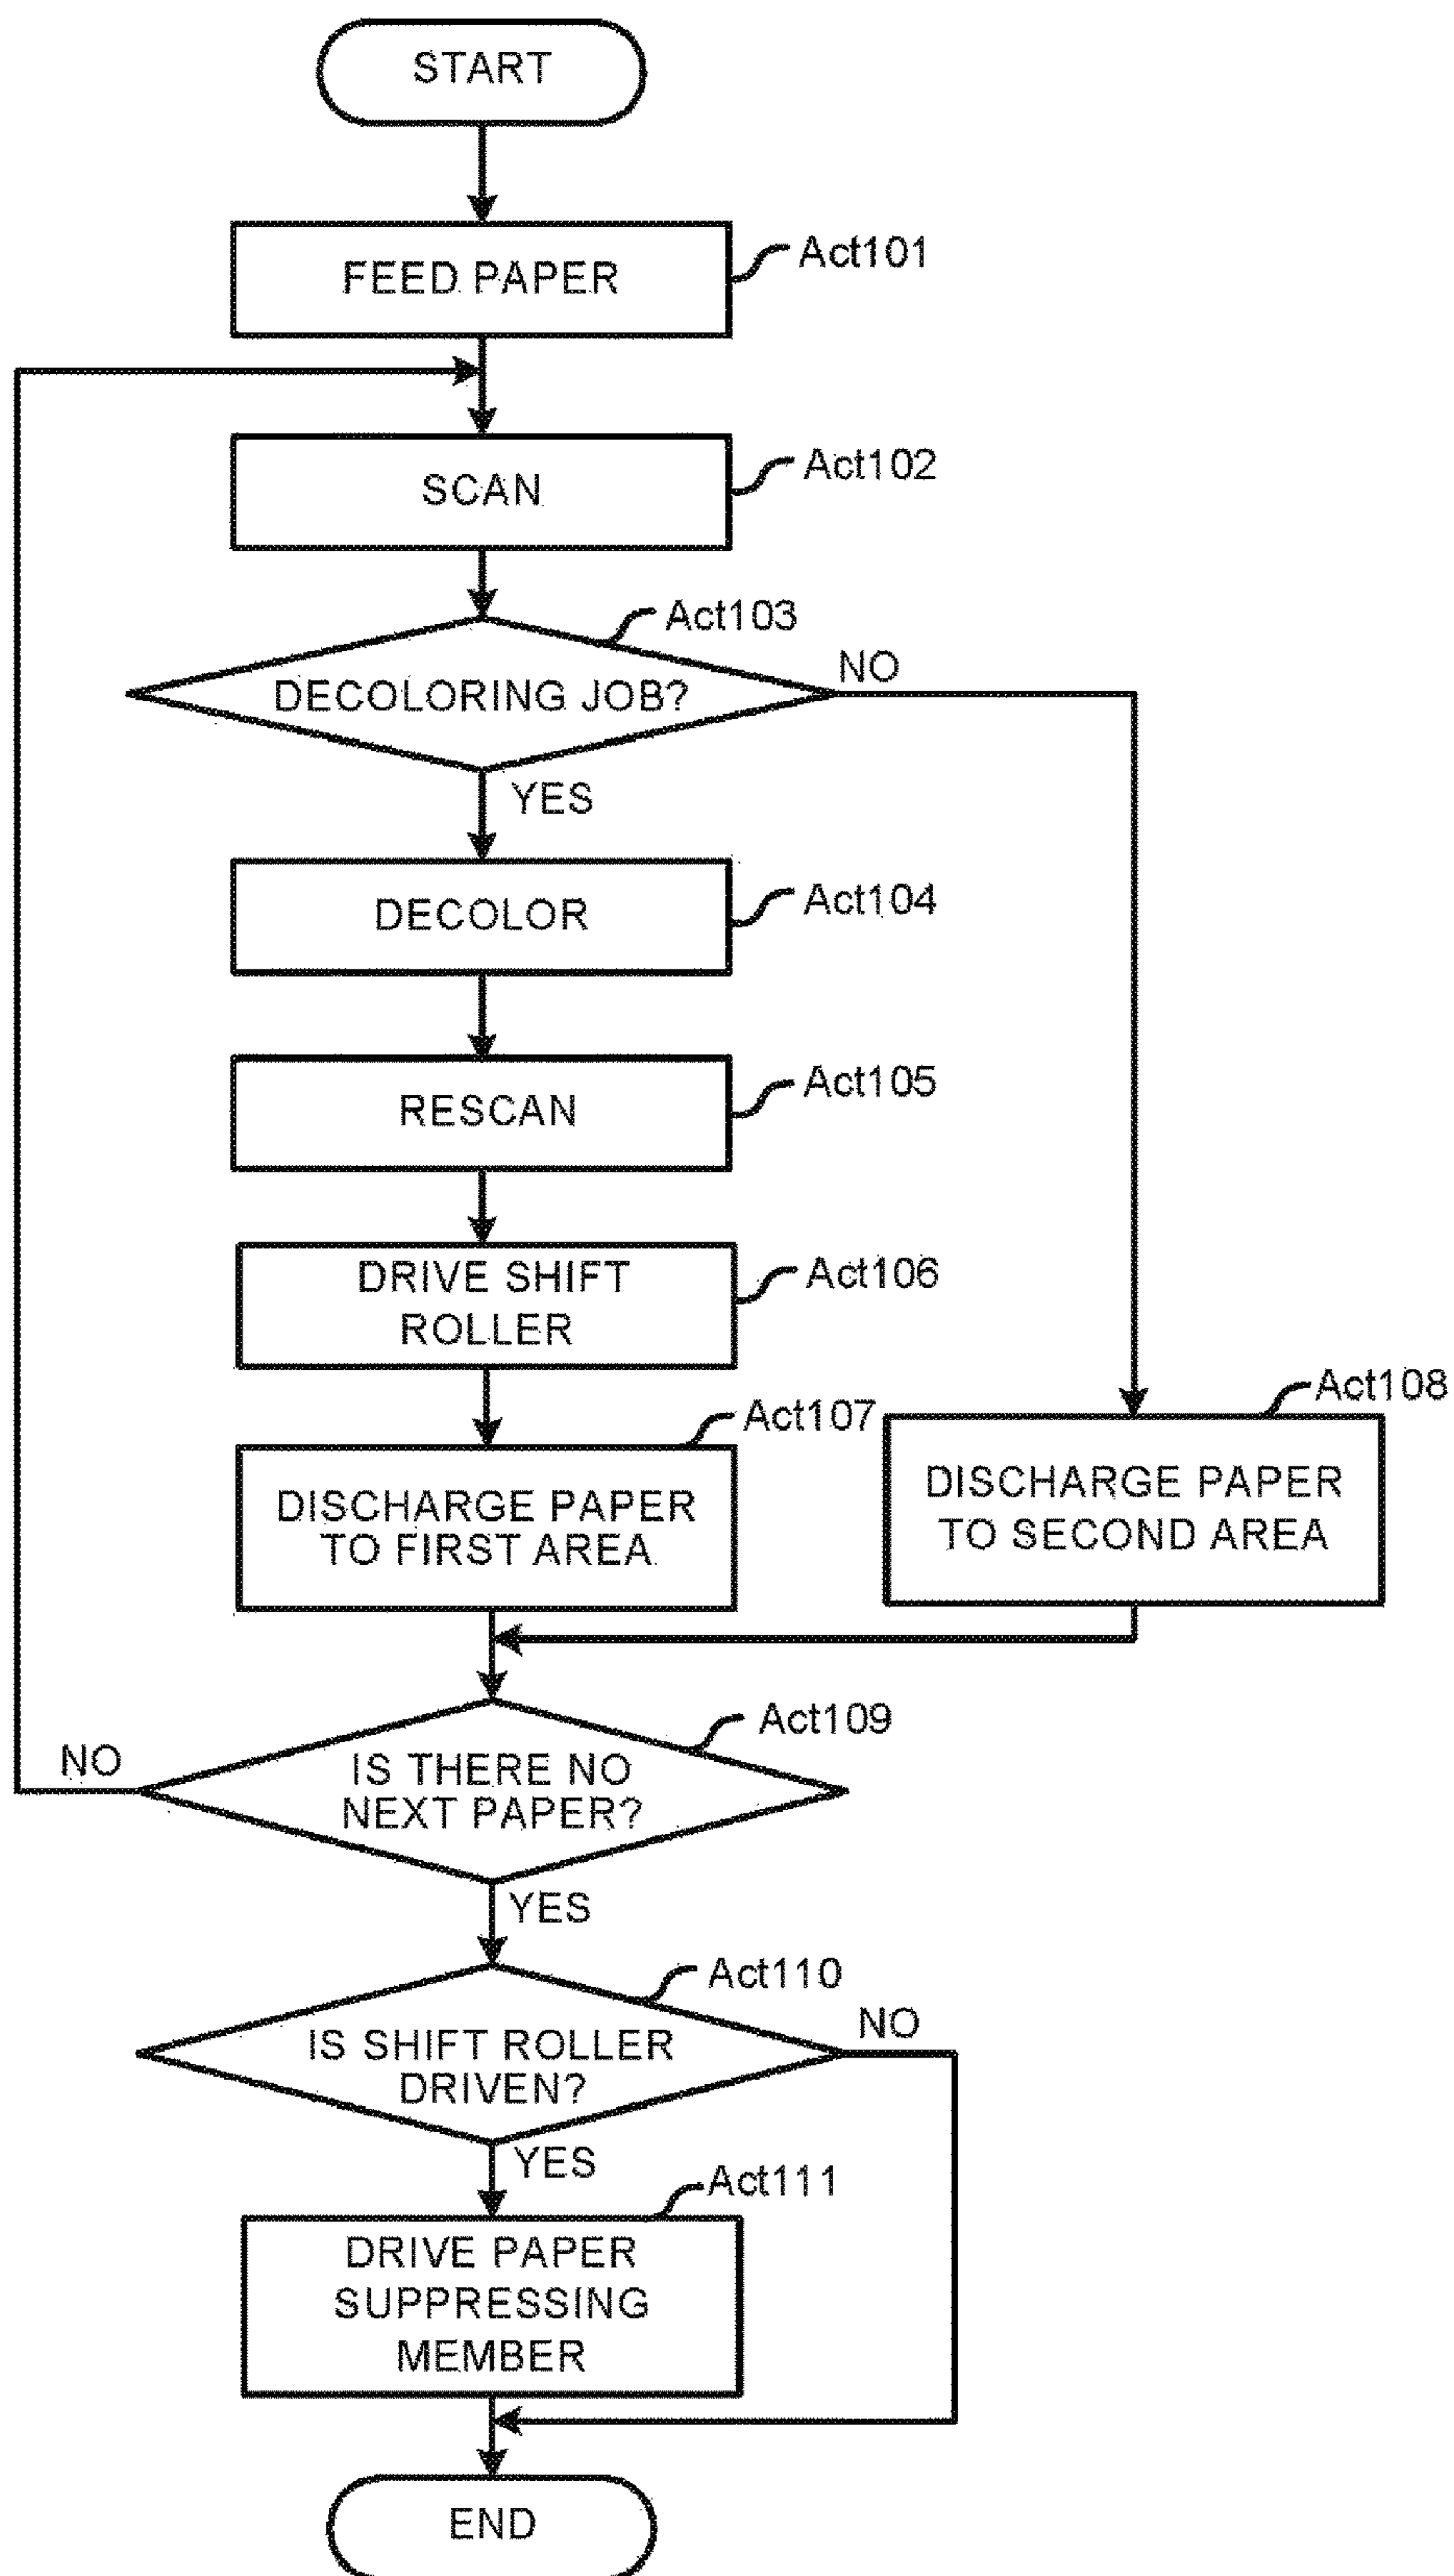 START
FEED PAPER
Act101
SCAN
Act102
Act103
DECOLORING JOB?
NO
YES
DECOLOR
Act104
RESCAN
Act105
DRIVE SHIFT
ROLLER
Act106
Act107
DISCHARGE PAPER
TO FIRST AREA
Act108
DISCHARGE PAPER
TO SECOND AREA
Act109
IS THERE NO
NEXT PAPER?
NO
YES
Act110
IS SHIFT ROLLER
DRIVEN?
NO
YES
Act111
DRIVE PAPER
SUPPRESSING
MEMBER
END